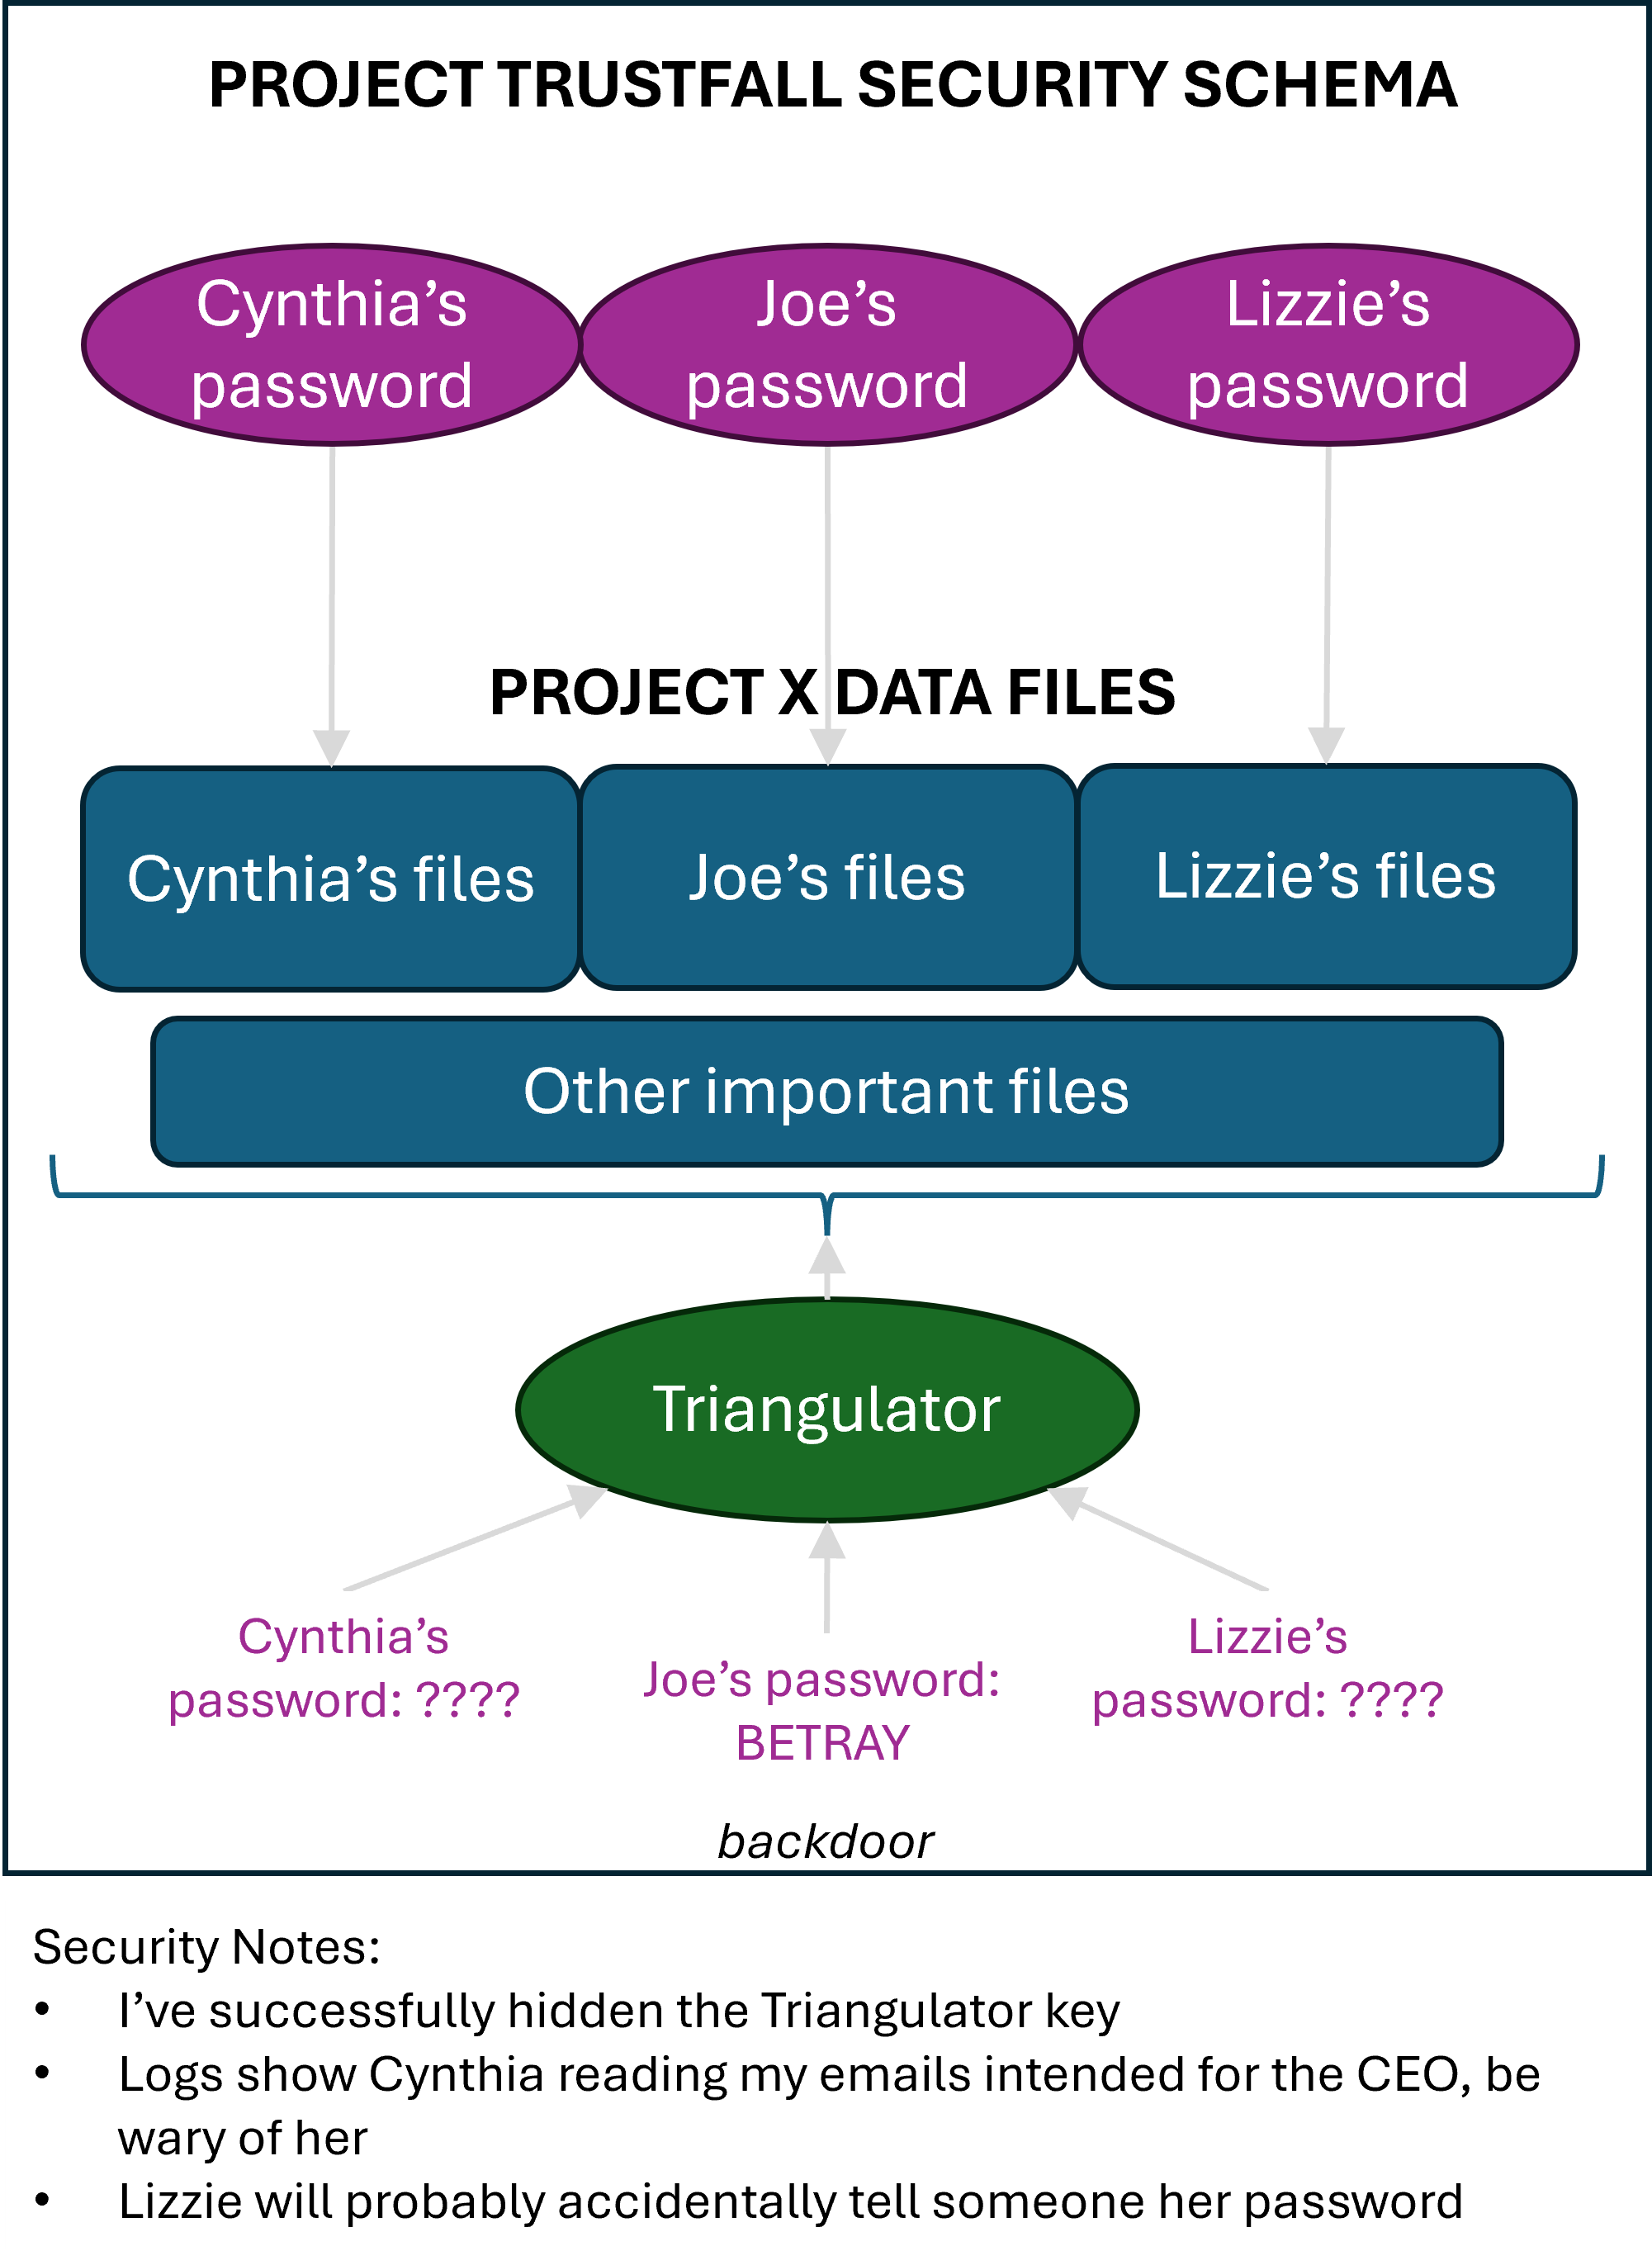 PROJECT TRUSTFALL SECURITY SCHEMA
Cynthia’s
password
Joe’s
password
Lizzie’s
password
PROJECT X DATA FILES
Cynthia’s files
Joe’s files
Lizzie’s files
Other important files
Triangulator
Cynthia’s
password: ????
Joe’s password:
BETRAY
Lizzie’s
password: ????
backdoor
Security Notes:
• I’ve successfully hidden the Triangulator key
• Logs show Cynthia reading my emails intended for the CEO, be
wary of her
• Lizzie will probably accidentally tell someone her password